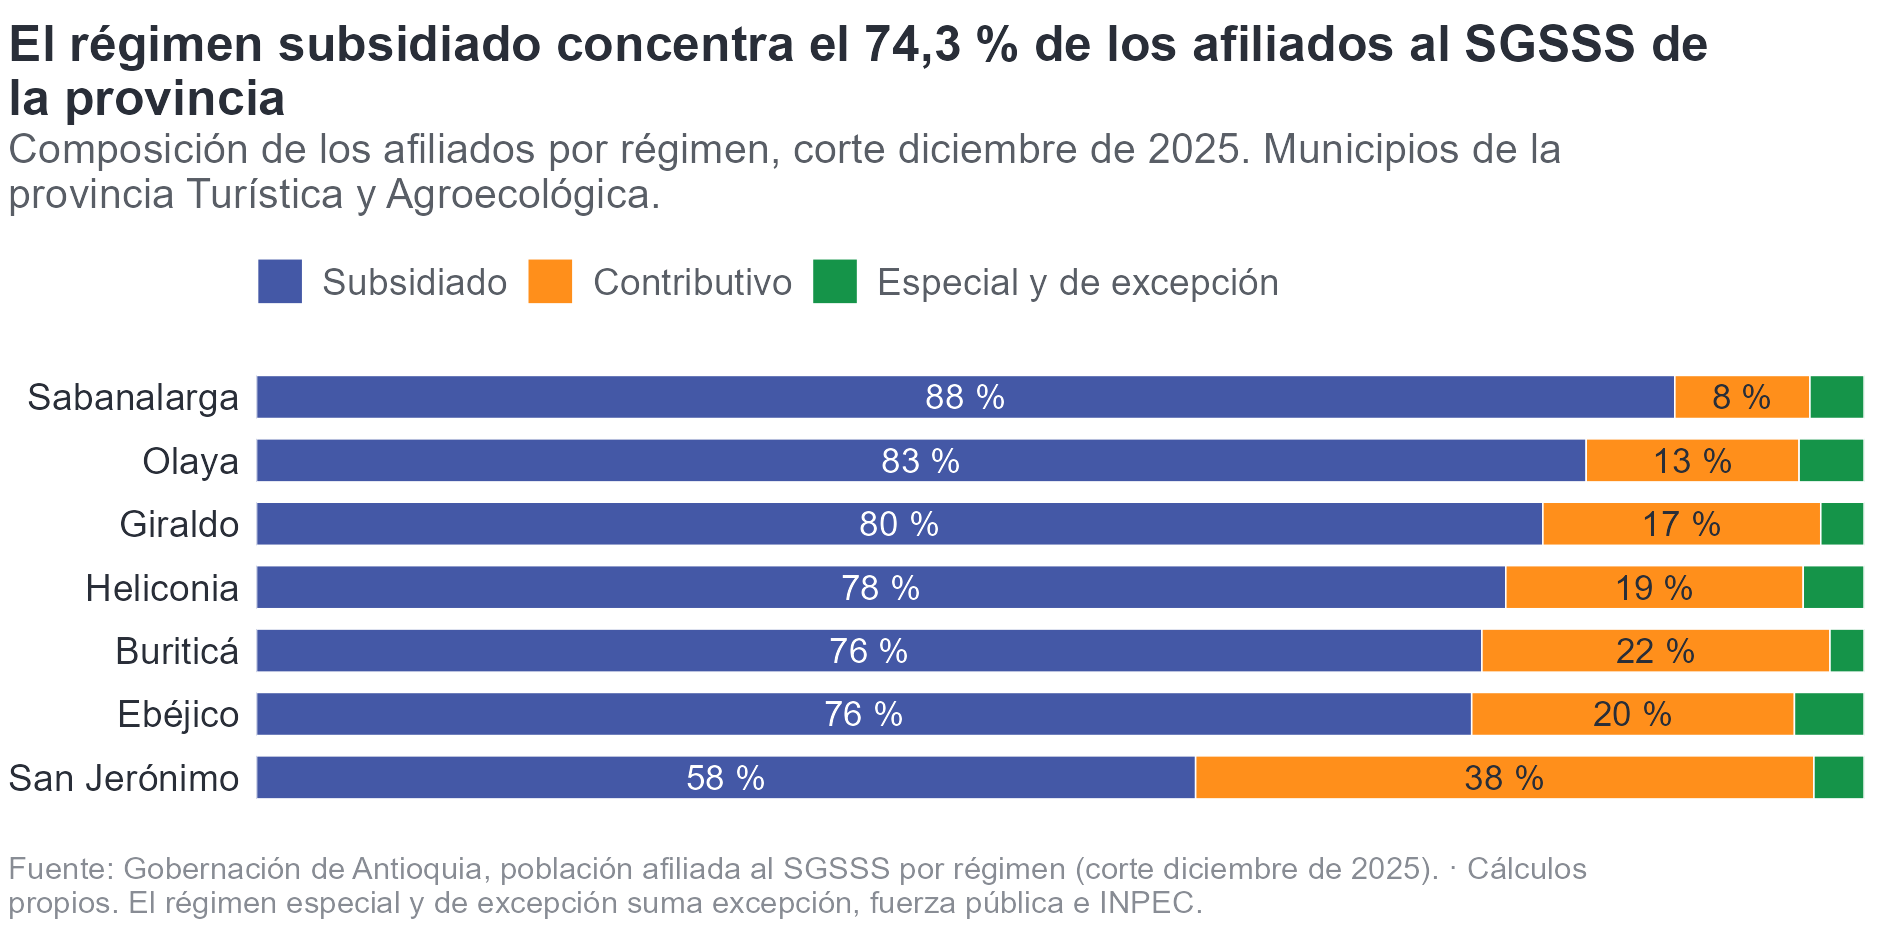 El régimen subsidiado concentra el 74,3 % de los afiliados al SGSSS de
la provincia
Composición de los afiliados por régimen, corte diciembre de 2025. Municipios de la
provincia Turística y Agroecológica.
Subsidiado Contributivo Especial y de excepción
Sabanalarga 88 % 8 %
Olaya 83 % 13 %
Giraldo 80 % 17 %
Heliconia 78 % 19 %
Buriticá 76 % 22 %
Ebéjico 76 % 20 %
San Jerónimo 58 % 38 %
Fuente: Gobernación de Antioquia, población afiliada al SGSSS por régimen (corte diciembre de 2025). · Cálculos
propios. El régimen especial y de excepción suma excepción, fuerza pública e INPEC.